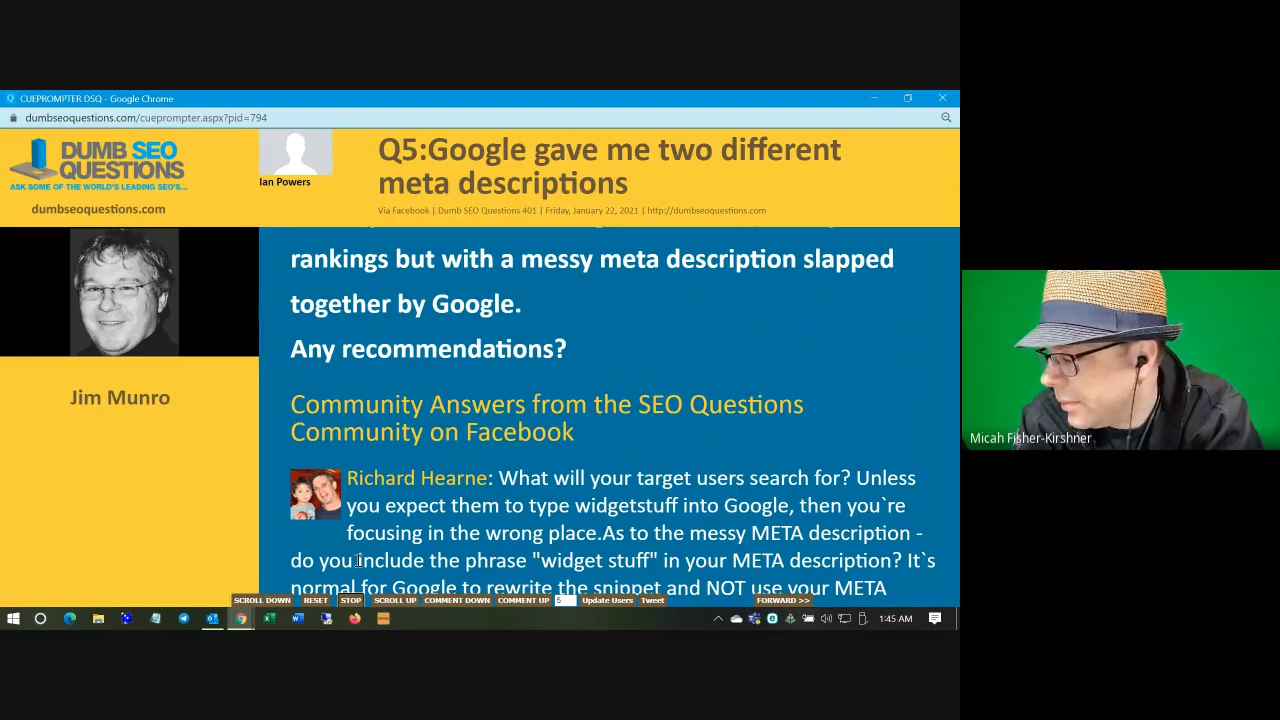 CUEPROMPTER DSQ - Google Chrome
dumbseoquestions.com/cueprompter.aspx?pid=794
DUMB SEO
QUESTIONS
ASK SOME OF THE WORLD'S LEADING SEO'S...
dumbseoquestions.com
Ian Powers
Q5:Google gave me two different
meta descriptions
Via Facebook | Dumb SEO Questions 401 | Friday, January 22, 2021 | http://dumbseoquestions.com
Jim Munro
rankings but with a messy meta description slapped
together by Google.
Any recommendations?
Community Answers from the SEO Questions
Community on Facebook
Richard Hearne: What will your target users search for? Unless
you expect them to type widgetstuff into Google, then you`re
focusing in the wrong place.As to the messy META description -
do you include the phrase "widget stuff" in your META description? It`s
normal for Google to rewrite the snippet and NOT use your META
SCROLL DOWN RESET STOP SCROLL UP COMMENT DOWN COMMENT UP 5 Update Users Tweet FORWARD >>
1:45 AM
Micah Fisher-Kirshner